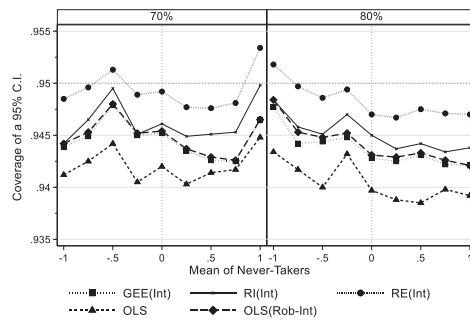 70% 80%
Coverage of a 95% C.I.
.955
.95
.945
.94
.935
-1 -.5 0 .5 1 -1 -.5 0 .5 1
Mean of Never-Takers
GEE(Int) RI(Int) RE(Int)
OLS OLS(Rob-Int)